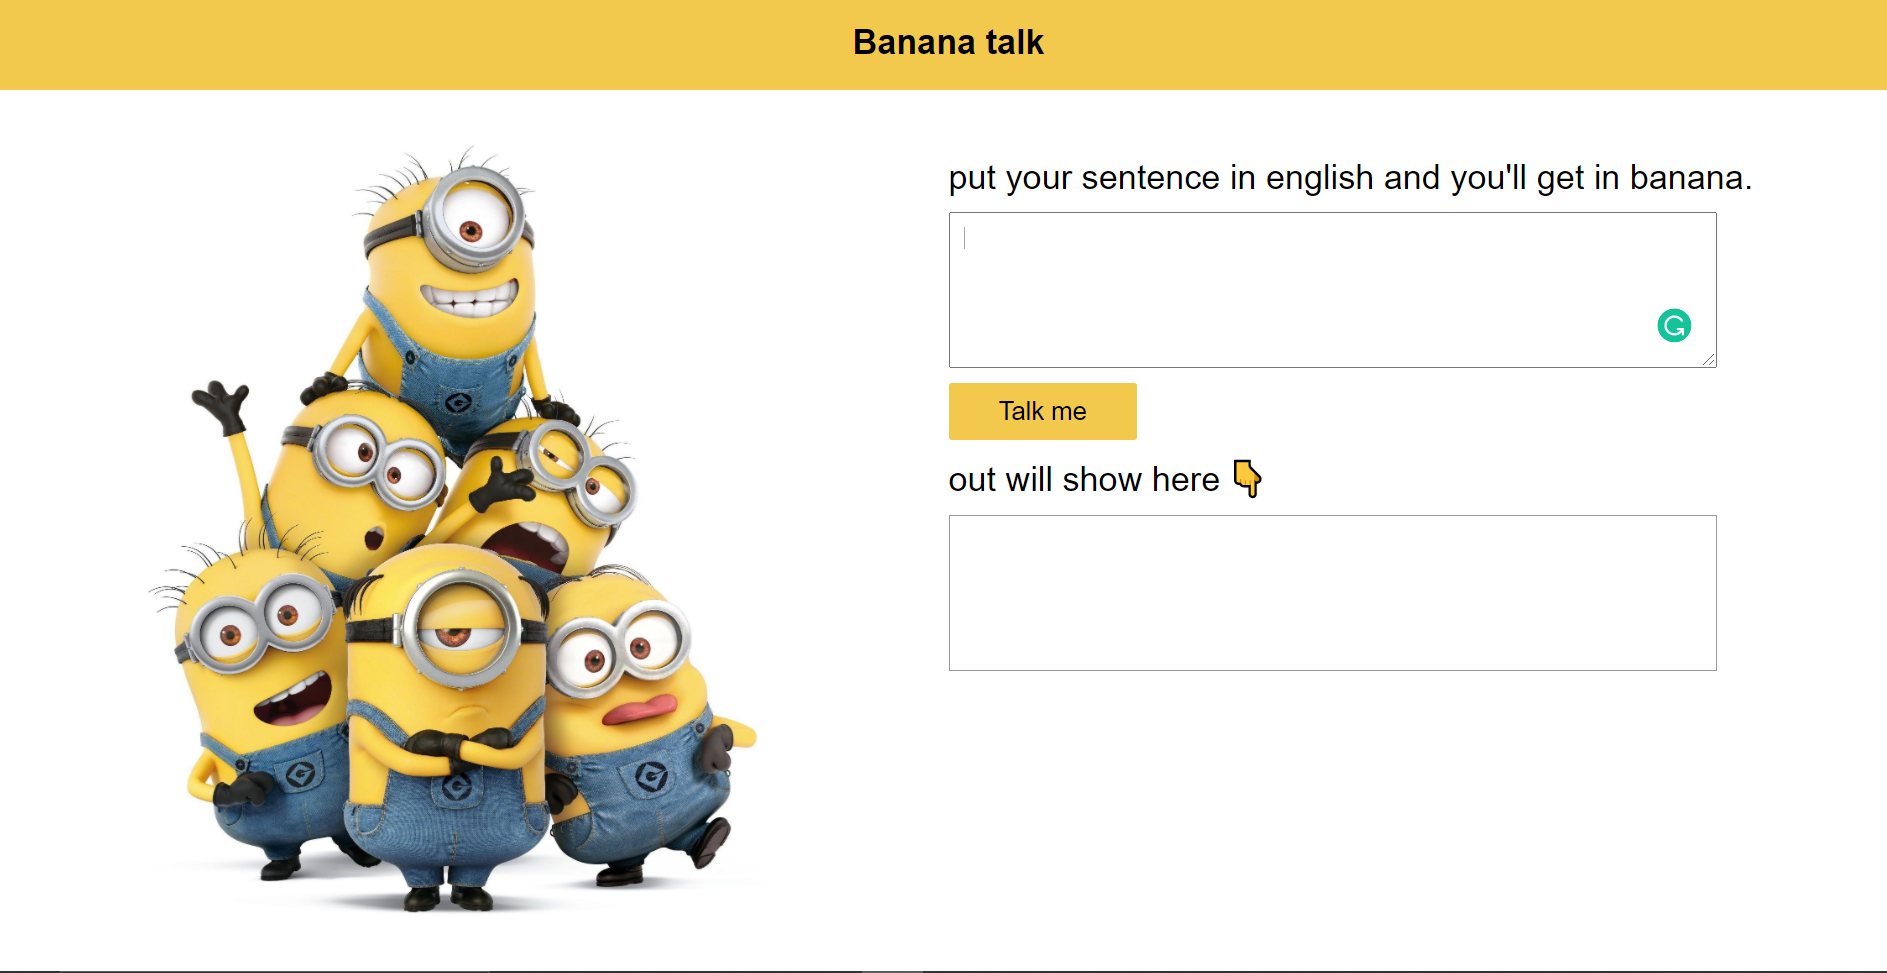 Banana talk
put your sentence in english and you'll get in banana.
Talk me
out will show here 👇